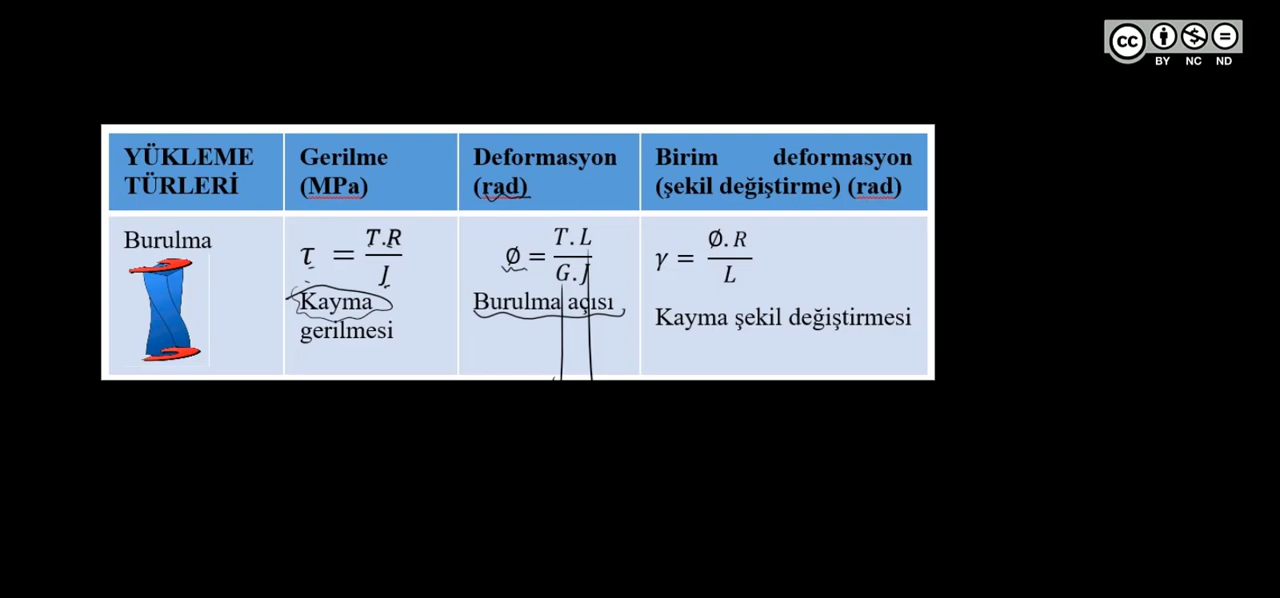 cc
BY NC ND
YÜKLEME TÜRLERİ
Gerilme (MPa)
Deformasyon (rad)
Birim deformasyon (şekil değiştirme) (rad)
Burulma
τ = T.R / J
Kayma gerilmesi
Ø = T.L / G.J
Burulma açısı
γ = Ø.R / L
Kayma şekil değiştirmesi